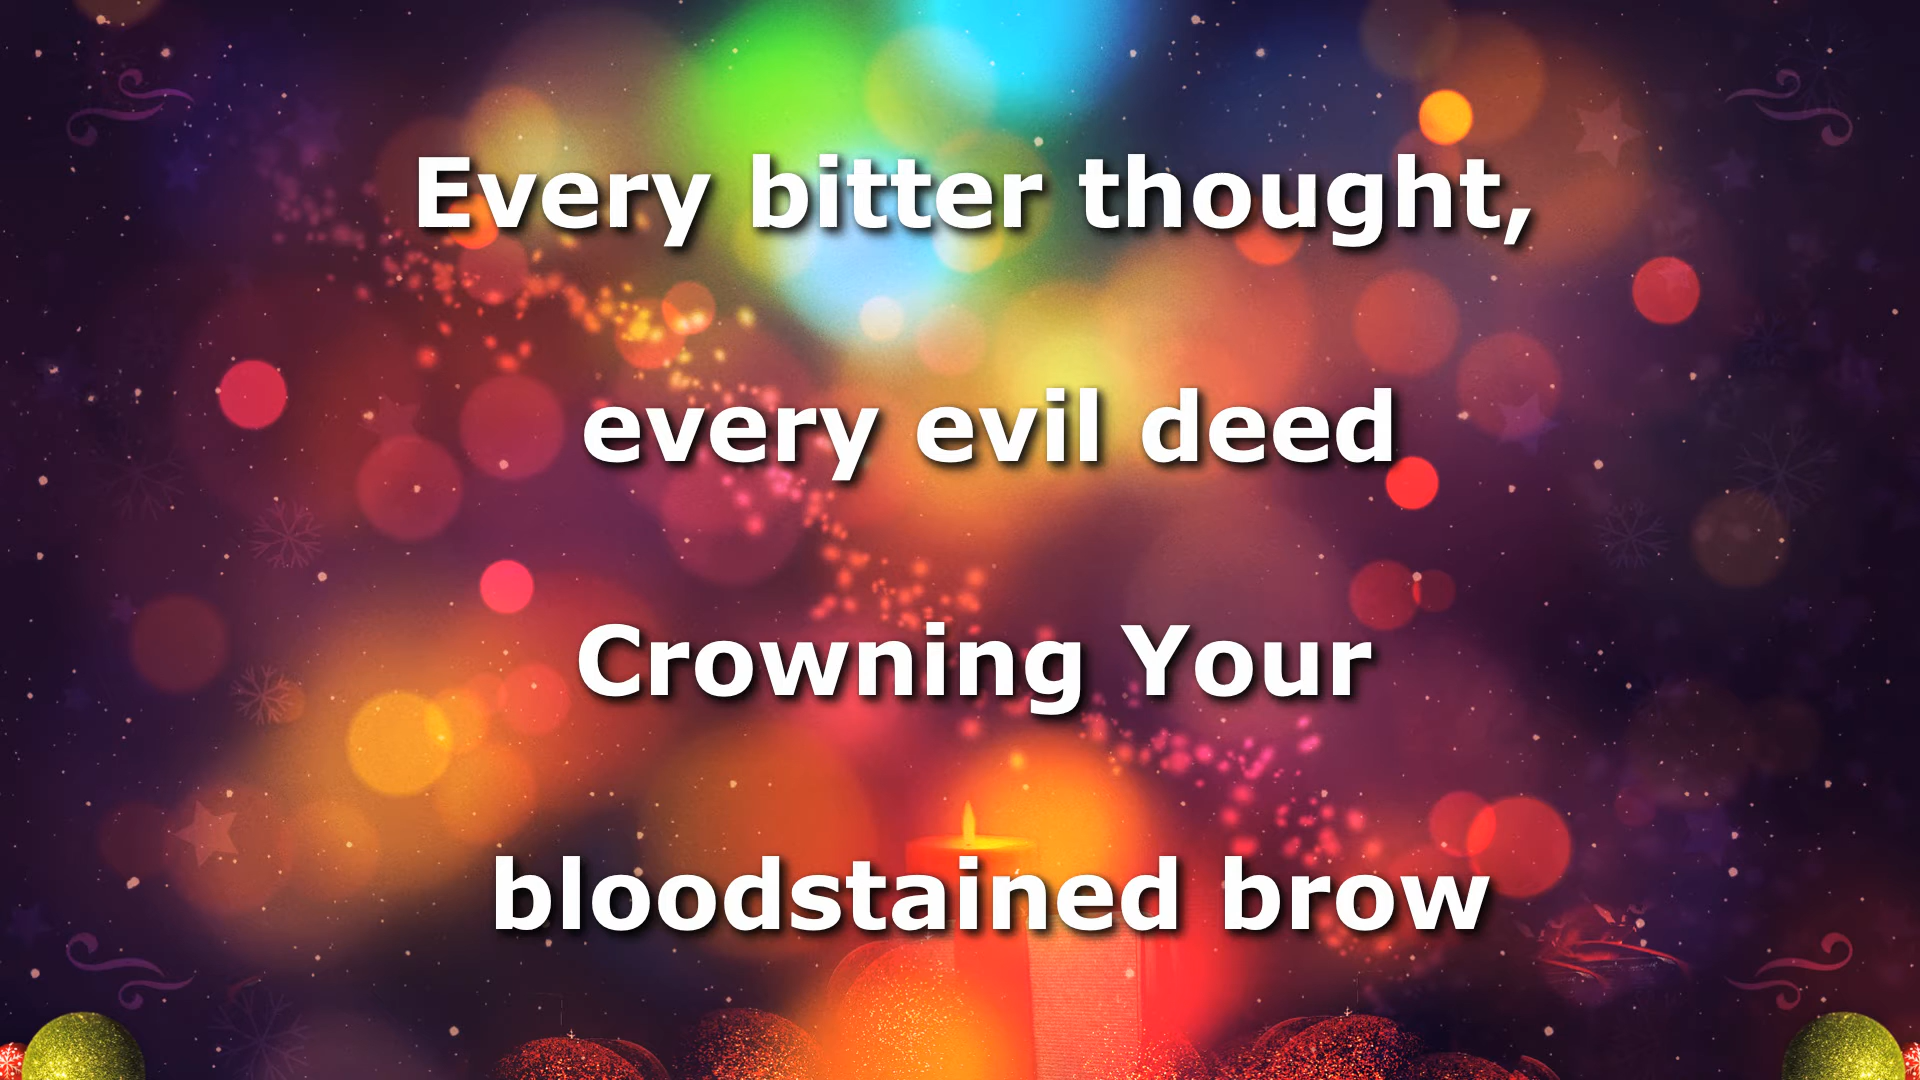 Every bitter thought,
every evil deed
Crowning Your
bloodstained brow